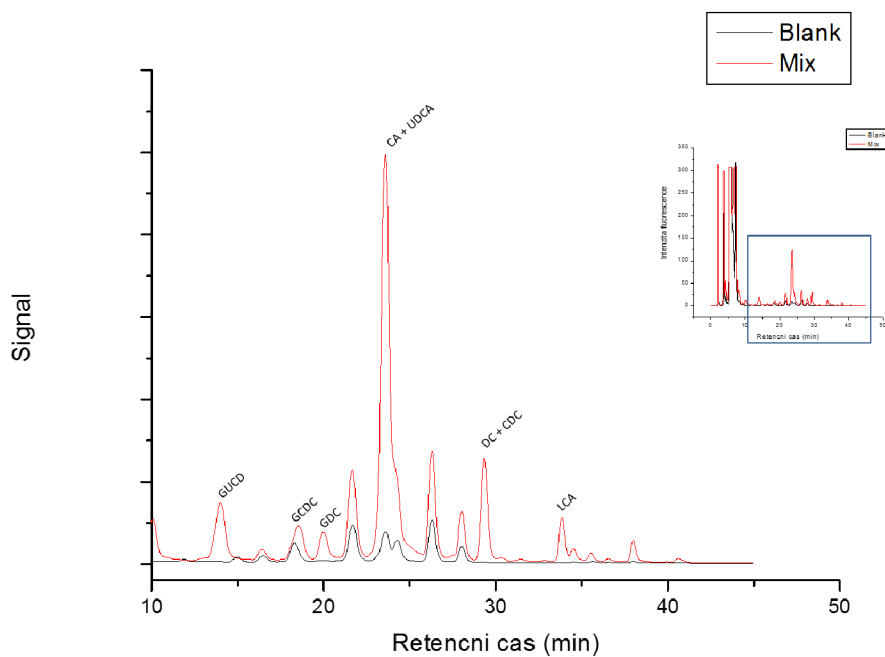 Blank
Mix
CA + UDCA
GUCD
GCDC
GDC
DC + CDC
LCA
Signal
10
20
30
40
50
Retencni cas (min)
Blank
Mix
Intenzita fluorescence
350
300
250
200
150
100
50
0
0
10
20
30
40
50
Retencni cas (min)